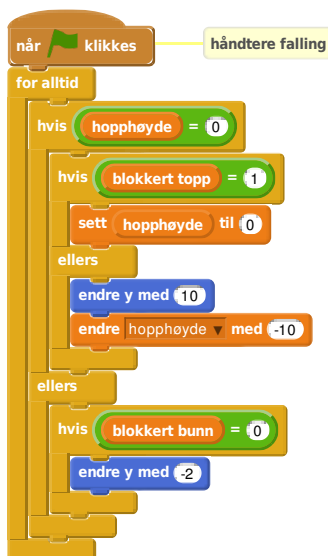 når klikkes
håndtere falling
for alltid
hvis hopphøyde = 0
hvis blokkert topp = 1
sett hopphøyde til 0
ellers
endre y med 10
endre hopphøyde med -10
ellers
hvis blokkert bunn = 0
endre y med -2